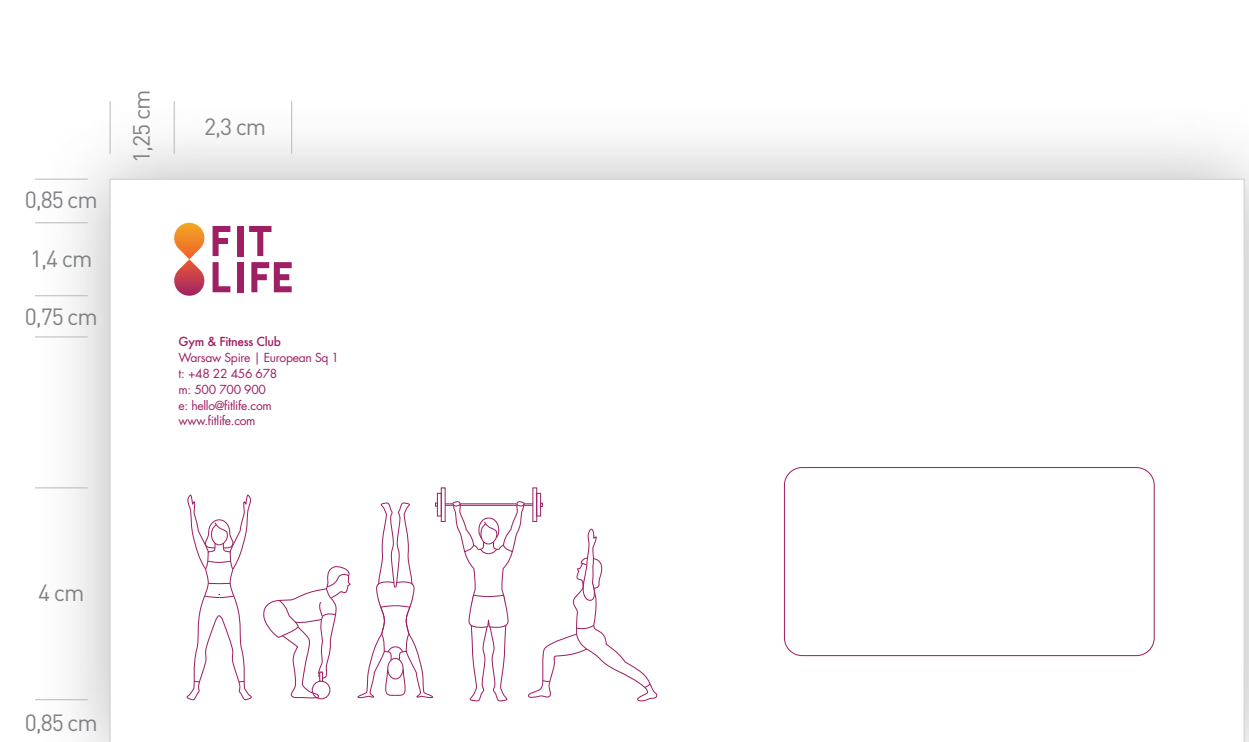 1,25 cm
2,3 cm
0,85 cm
1,4 cm
0,75 cm
4 cm
0,85 cm
FIT
LIFE
Gym & Fitness Club
Warsaw Spire | European Sq 1
t: +48 22 456 678
m: 500 700 900
e: hello@fitlife.com
www.fitlife.com